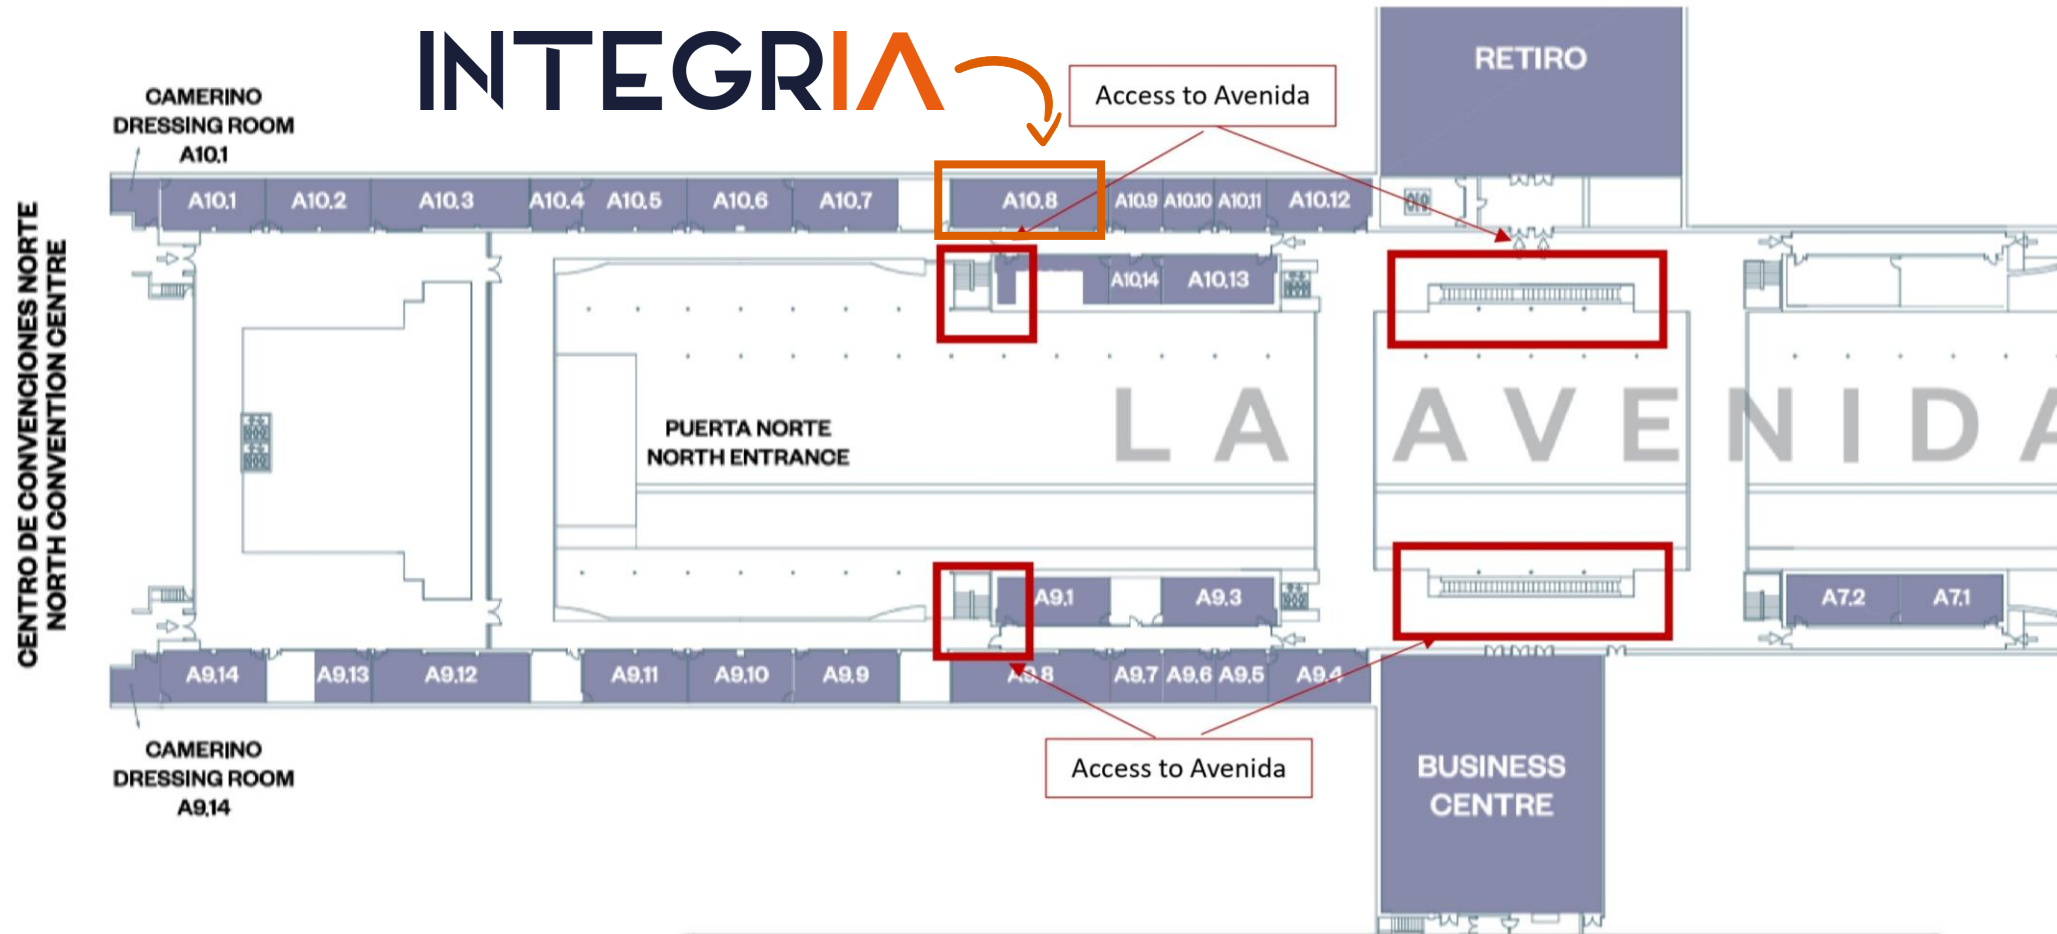 INTEGRIA
RETIRO
Access to Avenida
CAMERINO
DRESSING ROOM
A10.1
A10.1 A10.2 A10.3 A10.4 A10.5 A10.6 A10.7 A10.8 A10.9 A10.10 A10.11 A10.12
A10.14 A10.13
CENTRO DE CONVENCIONES NORTE
NORTH CONVENTION CENTRE
PUERTA NORTE
NORTH ENTRANCE
LA AVENIDA
A9.1 A9.3 A7.2 A7.1
A9.14 A9.13 A9.12 A9.11 A9.10 A9.9 A9.8 A9.7 A9.6 A9.5 A9.4
CAMERINO
DRESSING ROOM
A9.14
Access to Avenida
BUSINESS
CENTRE